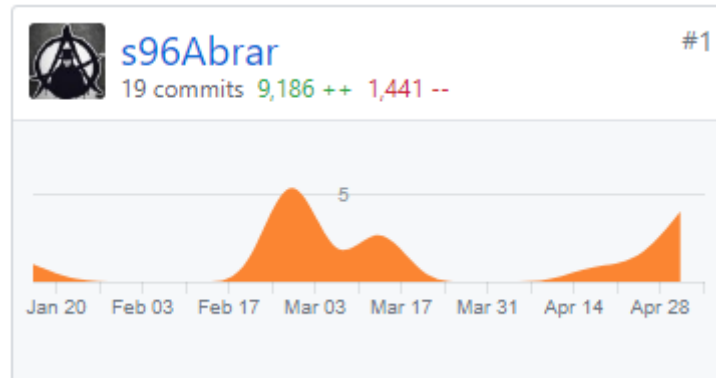 s96Abrar
#1
19 commits 9,186 ++ 1,441 --
5
Jan 20 Feb 03 Feb 17 Mar 03 Mar 17 Mar 31 Apr 14 Apr 28